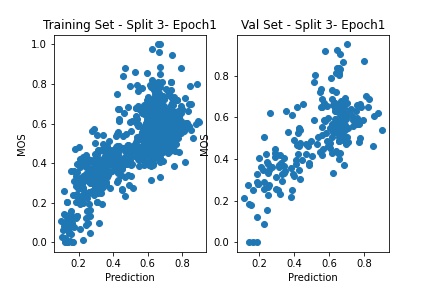 Training Set - Split 3- Epoch1
Val Set - Split 3- Epoch1
1.0
0.8
0.6
0.4
0.2
0.0
MOS
0.2 0.4 0.6 0.8
Prediction
0.8
0.6
0.4
0.2
0.0
MOS
0.2 0.4 0.6 0.8
Prediction